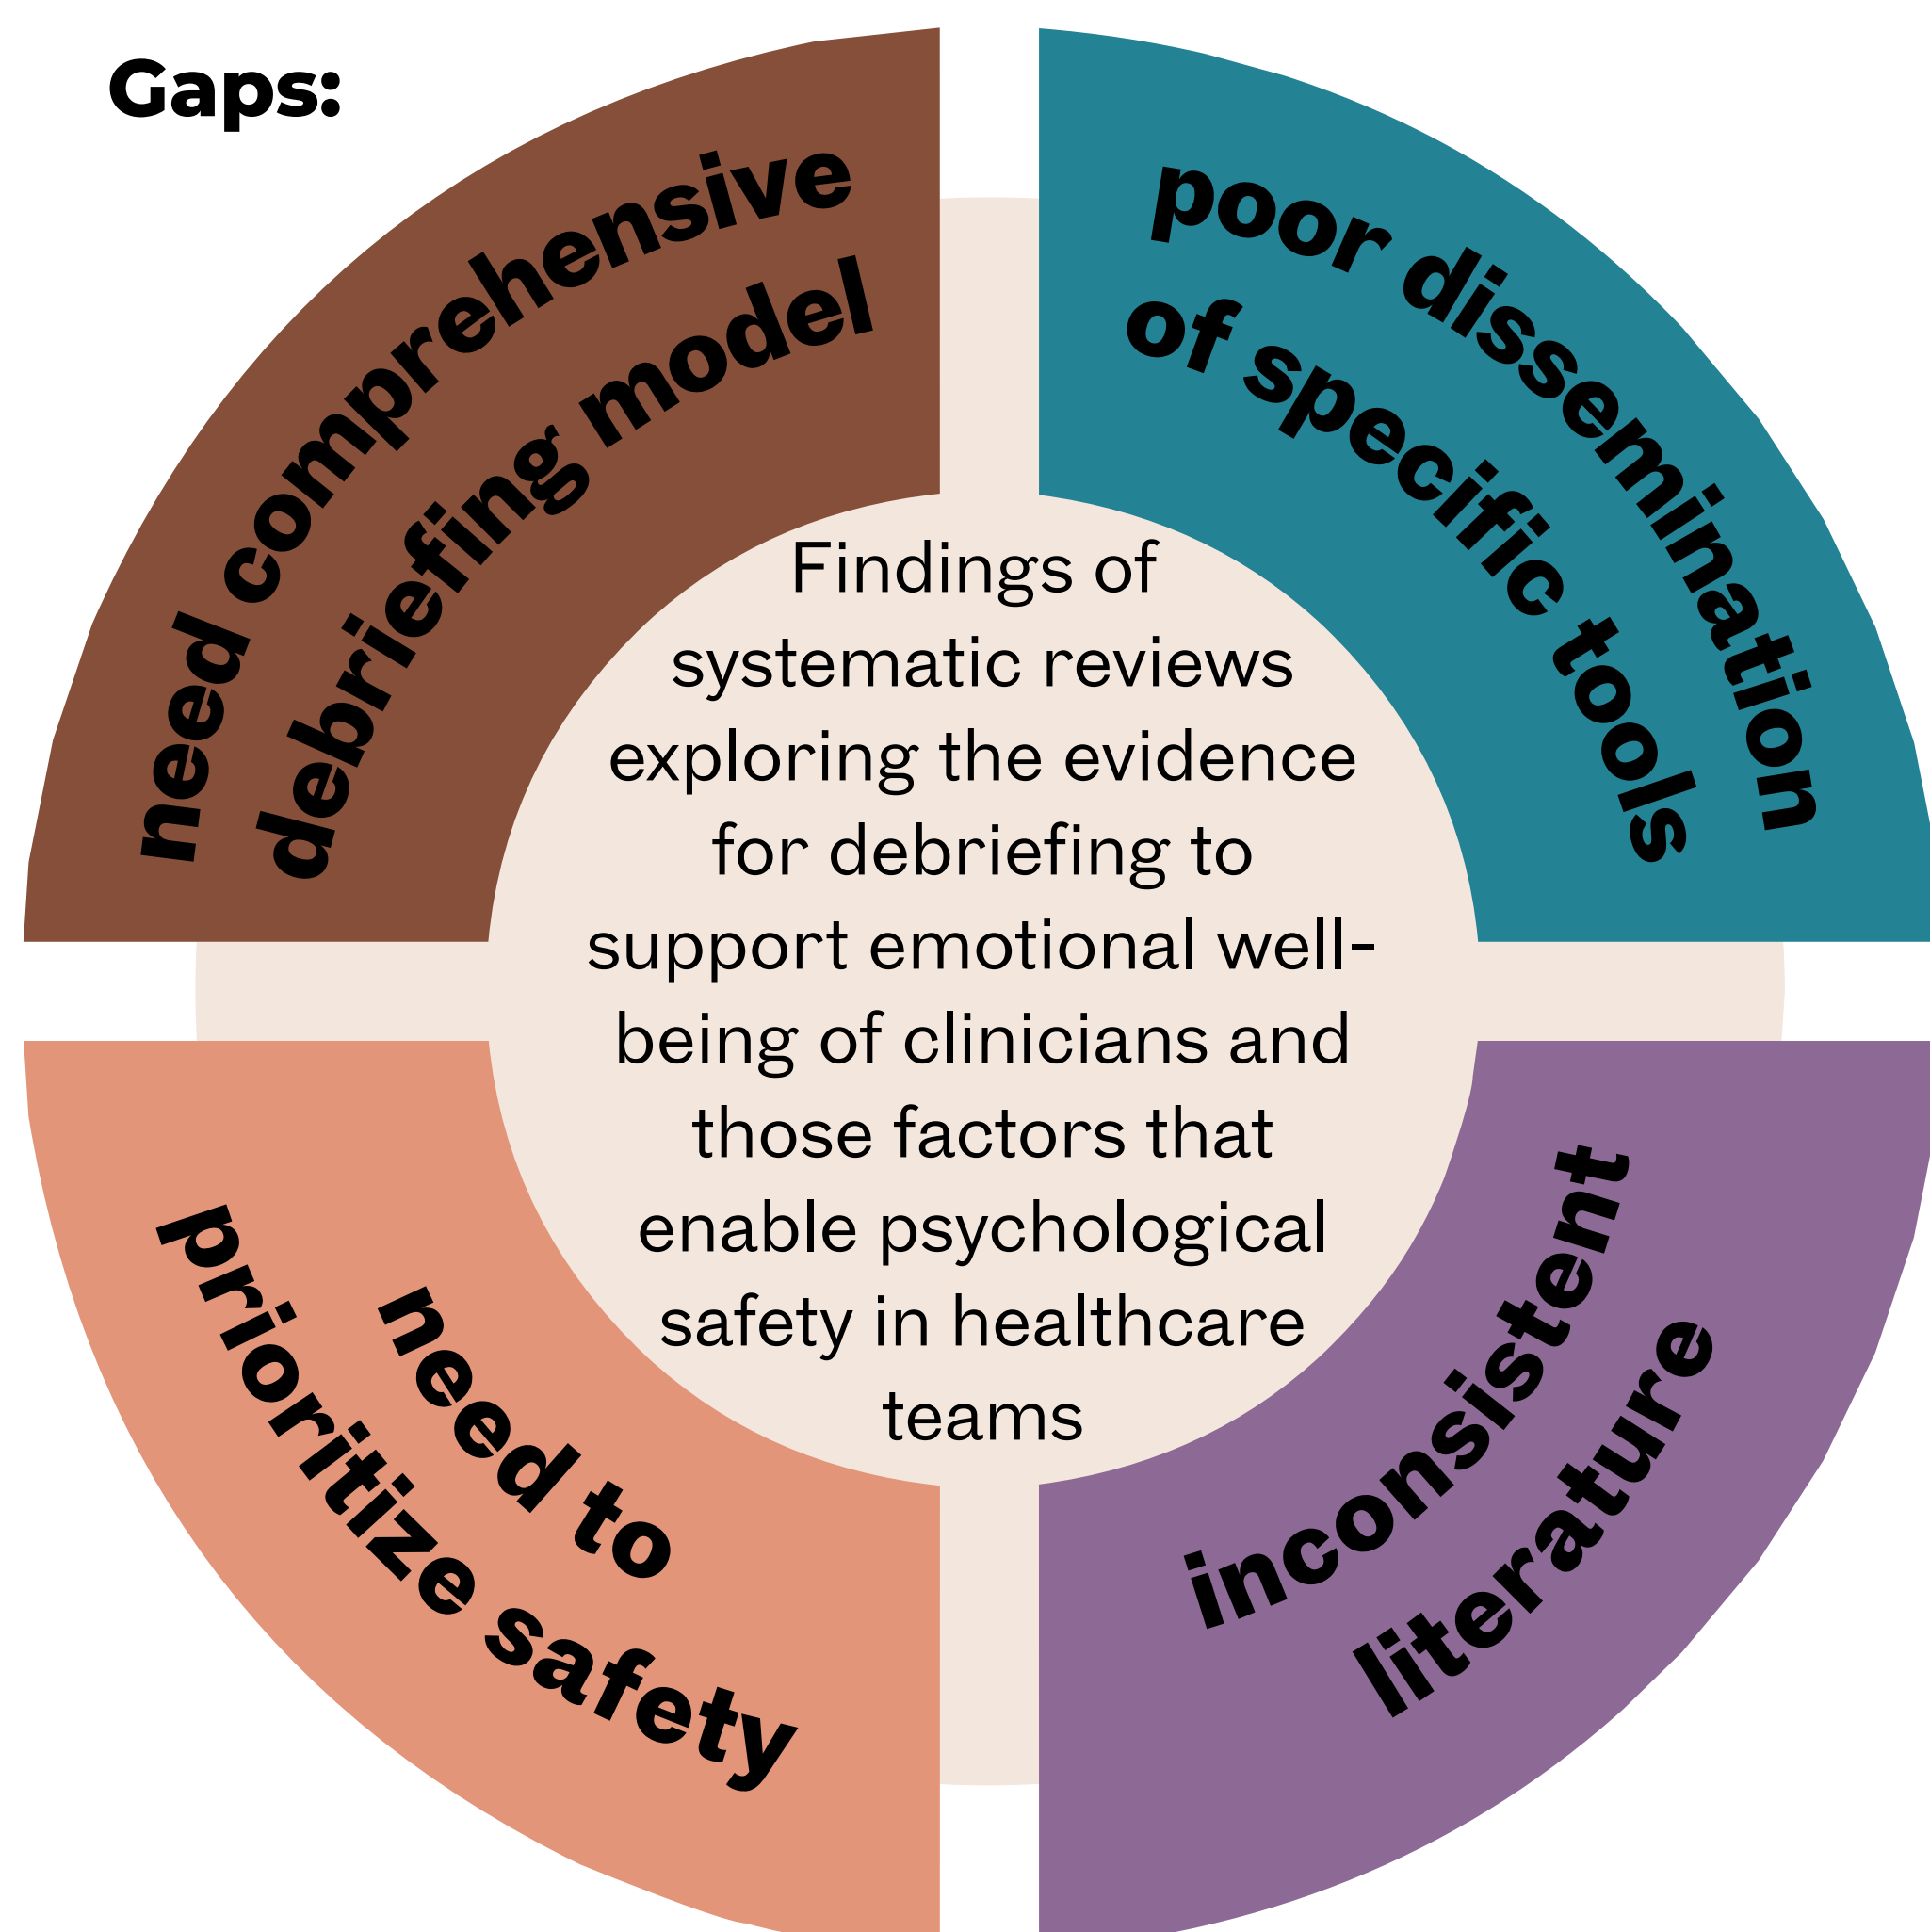 Gaps:
need comprehensive
debriefing model
poor dissemination
of specific tools
Findings of
systematic reviews
exploring the evidence
for debriefing to
support emotional well-
being of clinicians and
those factors that
enable psychological
safety in healthcare
teams
need to
prioritize safety
inconsistent
literature